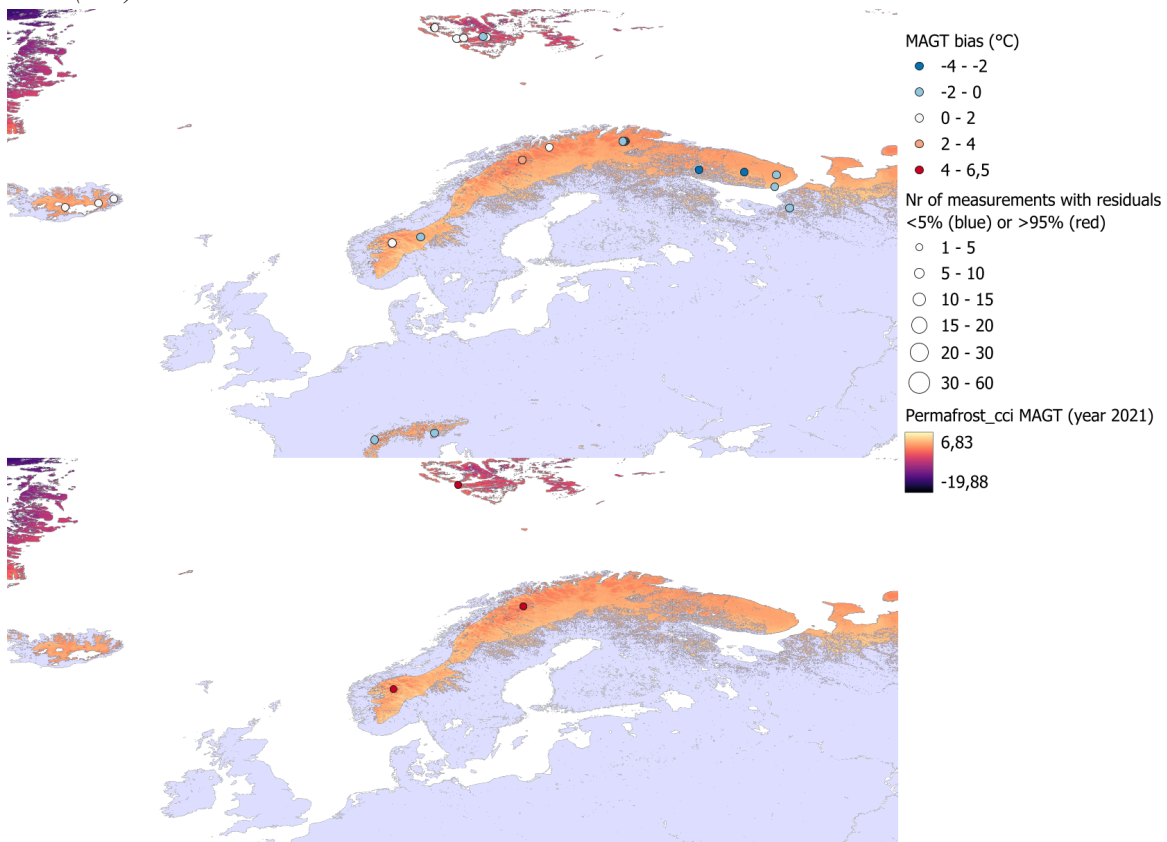 MAGT bias (°C)
-4 - -2
-2 - 0
0 - 2
2 - 4
4 - 6,5
Nr of measurements with residuals
<5% (blue) or >95% (red)
1 - 5
5 - 10
10 - 15
15 - 20
20 - 30
30 - 60
Permafrost_cci MAGT (year 2021)
6,83
-19,88